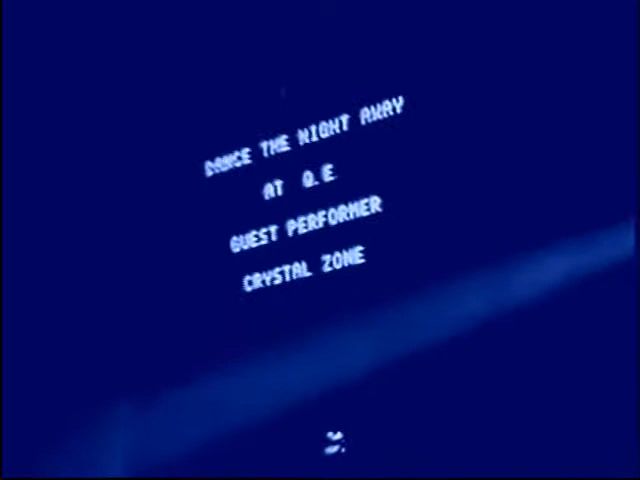 DANCE THE NIGHT AWAY
AT Q.E.
GUEST PERFORMER
CRYSTAL ZONE